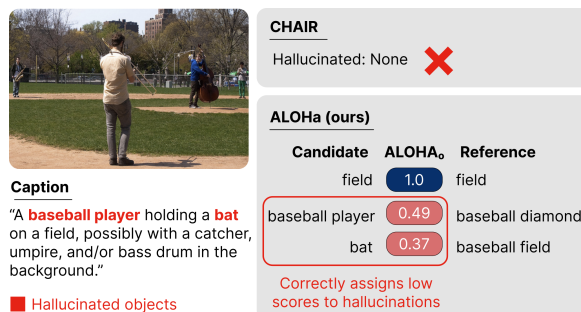 CHAIR
Hallucinated: None
ALOHa (ours)
Candidate ALOHAₒ Reference
field 1.0 field
baseball player 0.49 baseball diamond
bat 0.37 baseball field
Correctly assigns low
scores to hallucinations
Caption
“A baseball player holding a bat
on a field, possibly with a catcher,
umpire, and/or bass drum in the
background.”
Hallucinated objects